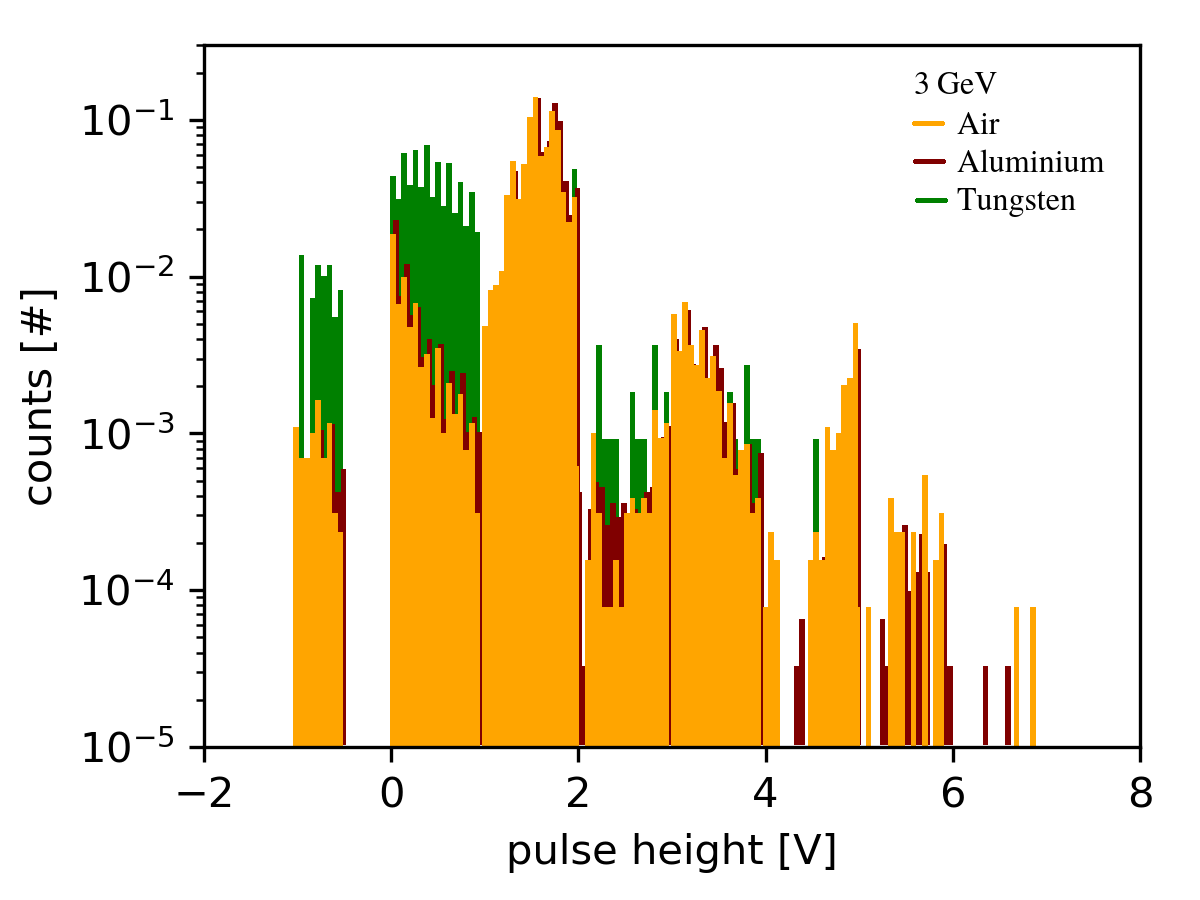 3 GeV
Air
Aluminium
Tungsten
counts [#]
10⁻¹
10⁻²
10⁻³
10⁻⁴
10⁻⁵
−2 0 2 4 6 8
pulse height [V]